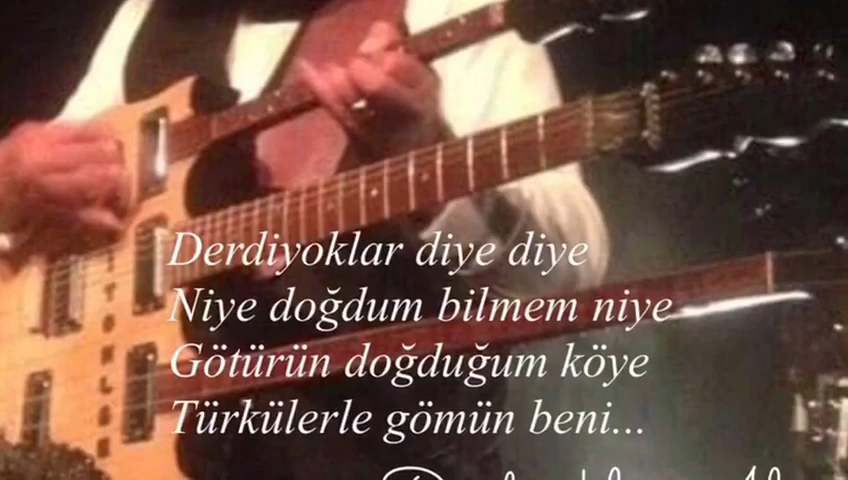 Derdiyoklar diye diye
Niye doğdum bilmem niye
Götürün doğduğum köye
Türkülerle gömün beni...